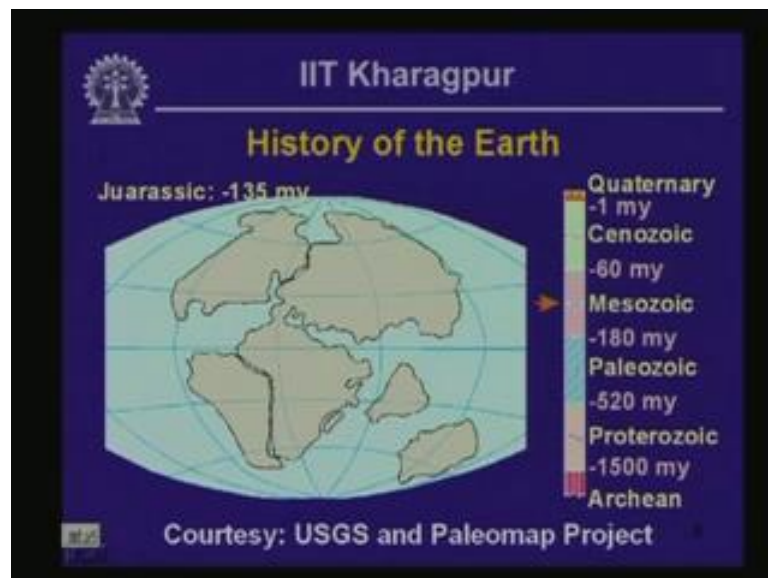 IIT Kharagpur
History of the Earth
Juarassic: -135 my
Quaternary
-1 my
Cenozoic
-60 my
Mesozoic
-180 my
Paleozoic
-520 my
Proterozoic
-1500 my
Archean
Courtesy: USGS and Paleomap Project